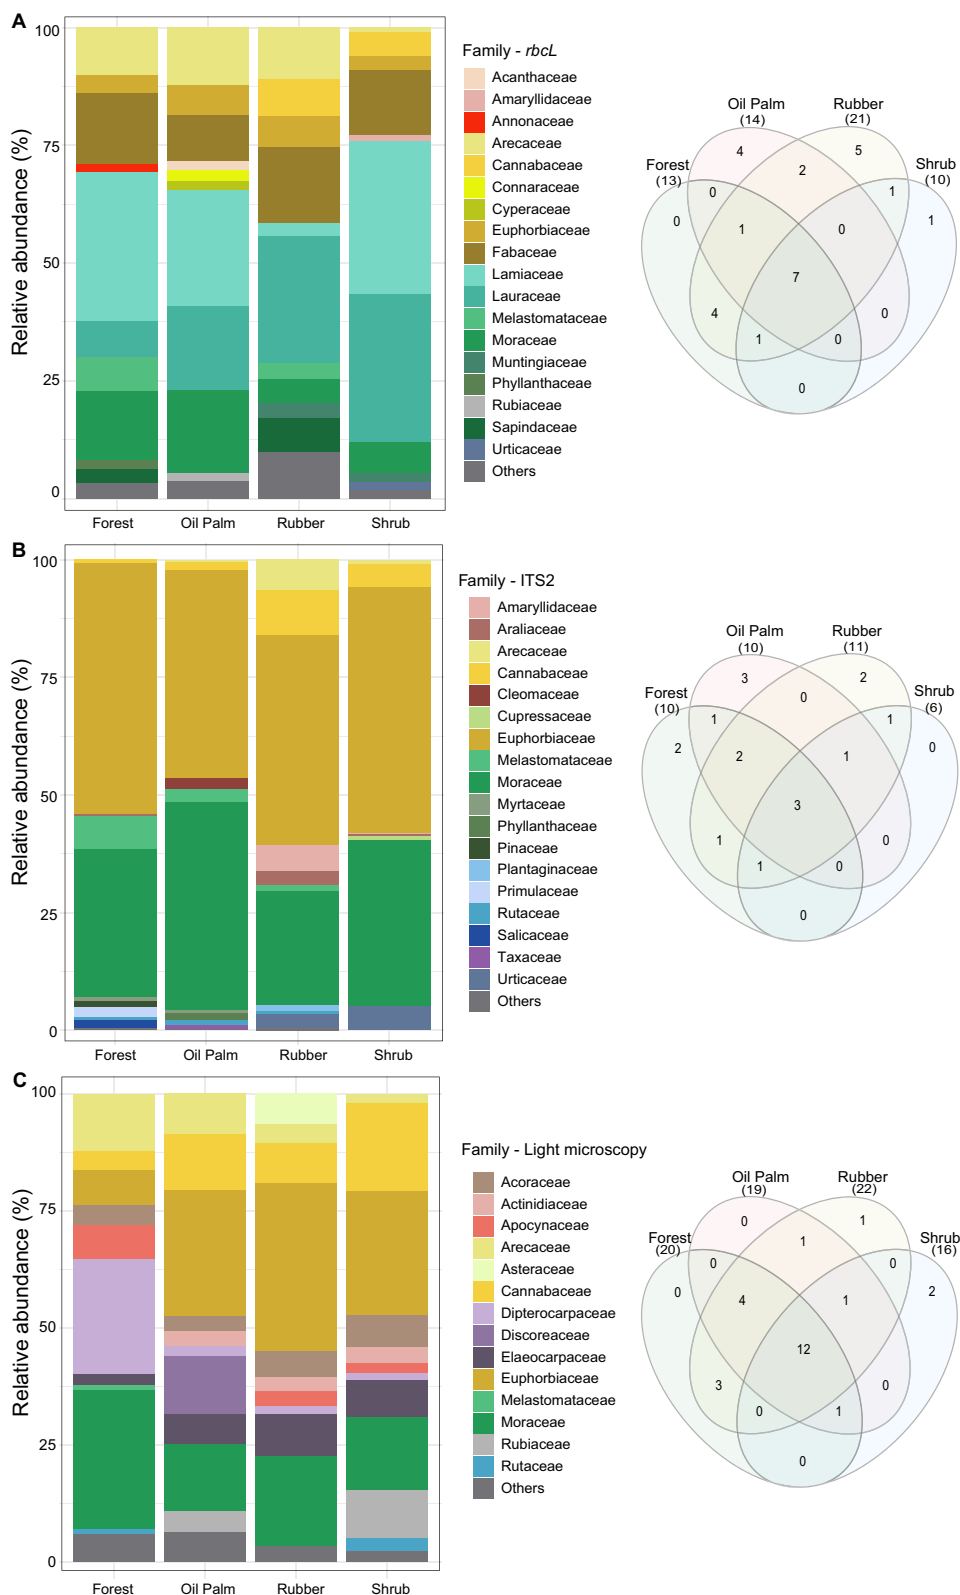 A
Relative abundance (%)
100
75
50
25
0
Forest
Oil Palm
Rubber
Shrub
Family - rbcL
Acanthaceae
Amaryllidaceae
Annonaceae
Arecaceae
Cannabaceae
Connaraceae
Cyperaceae
Euphorbiaceae
Fabaceae
Lamiaceae
Lauraceae
Melastomataceae
Moraceae
Muntingiaceae
Phyllanthaceae
Rubiaceae
Sapindaceae
Urticaceae
Others
Oil Palm
(14)
Rubber
(21)
Forest
(13)
Shrub
(10)
4
5
2
0
1
0
1
1
0
7
4
0
1
0
0
B
Relative abundance (%)
100
75
50
25
0
Forest
Oil Palm
Rubber
Shrub
Family - ITS2
Amaryllidaceae
Araliaceae
Arecaceae
Cannabaceae
Cleomaceae
Cupressaceae
Euphorbiaceae
Melastomataceae
Moraceae
Myrtaceae
Phyllanthaceae
Pinaceae
Plantaginaceae
Primulaceae
Rutaceae
Salicaceae
Taxaceae
Urticaceae
Others
Oil Palm
(10)
Rubber
(11)
Forest
(10)
Shrub
(6)
3
2
0
1
1
2
0
2
1
3
1
0
1
0
0
C
Relative abundance (%)
100
75
50
25
0
Forest
Oil Palm
Rubber
Shrub
Family - Light microscopy
Acoraceae
Actinidiaceae
Apocynaceae
Arecaceae
Asteraceae
Cannabaceae
Dipterocarpaceae
Discoreaceae
Elaeocarpaceae
Euphorbiaceae
Melastomataceae
Moraceae
Rubiaceae
Rutaceae
Others
Oil Palm
(19)
Rubber
(22)
Forest
(20)
Shrub
(16)
0
1
1
0
0
0
2
4
1
12
3
0
0
1
0